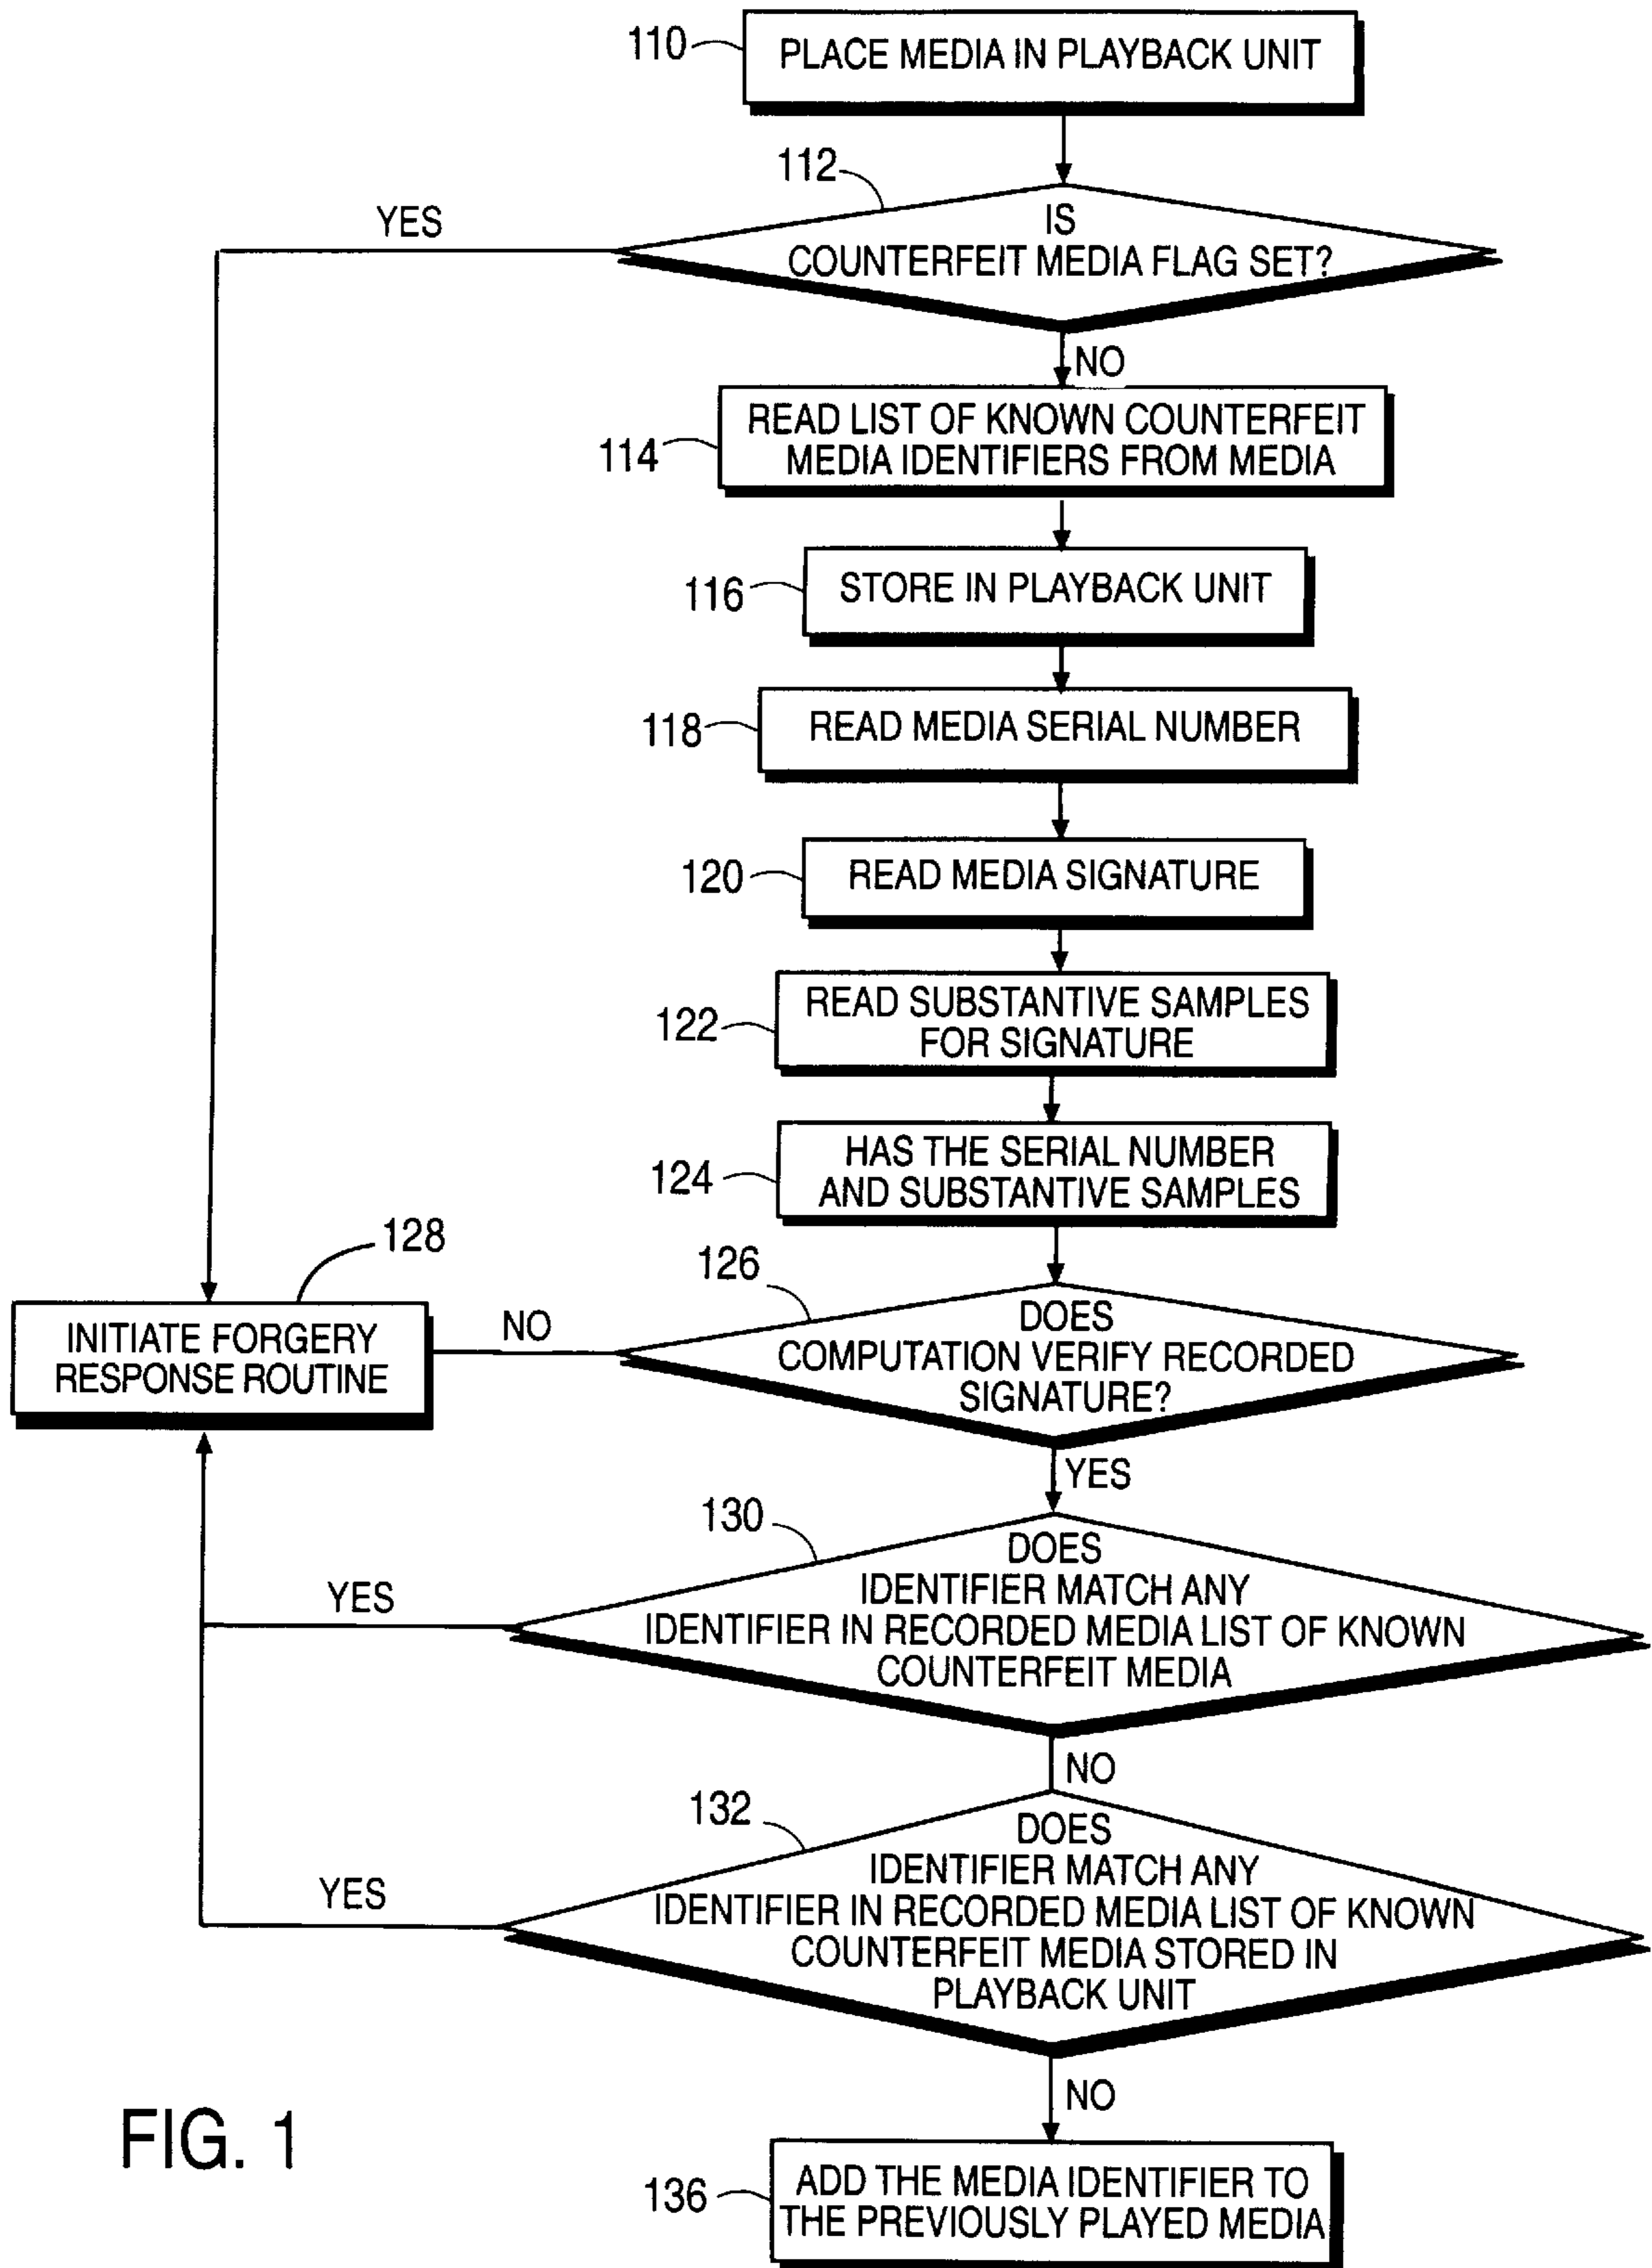 110
PLACE MEDIA IN PLAYBACK UNIT
112
YES
IS
COUNTERFEIT MEDIA FLAG SET?
NO
READ LIST OF KNOWN COUNTERFEIT
MEDIA IDENTIFIERS FROM MEDIA
114
STORE IN PLAYBACK UNIT
116
READ MEDIA SERIAL NUMBER
118
READ MEDIA SIGNATURE
120
READ SUBSTANTIVE SAMPLES
FOR SIGNATURE
122
HAS THE SERIAL NUMBER
AND SUBSTANTIVE SAMPLES
124
128
126
INITIATE FORGERY
RESPONSE ROUTINE
NO
DOES
COMPUTATION VERIFY RECORDED
SIGNATURE?
YES
130
DOES
IDENTIFIER MATCH ANY
IDENTIFIER IN RECORDED MEDIA LIST OF KNOWN
COUNTERFEIT MEDIA
YES
NO
132
DOES
IDENTIFIER MATCH ANY
IDENTIFIER IN RECORDED MEDIA LIST OF KNOWN
COUNTERFEIT MEDIA STORED IN
PLAYBACK UNIT
YES
NO
136
ADD THE MEDIA IDENTIFIER TO
THE PREVIOUSLY PLAYED MEDIA
FIG. 1